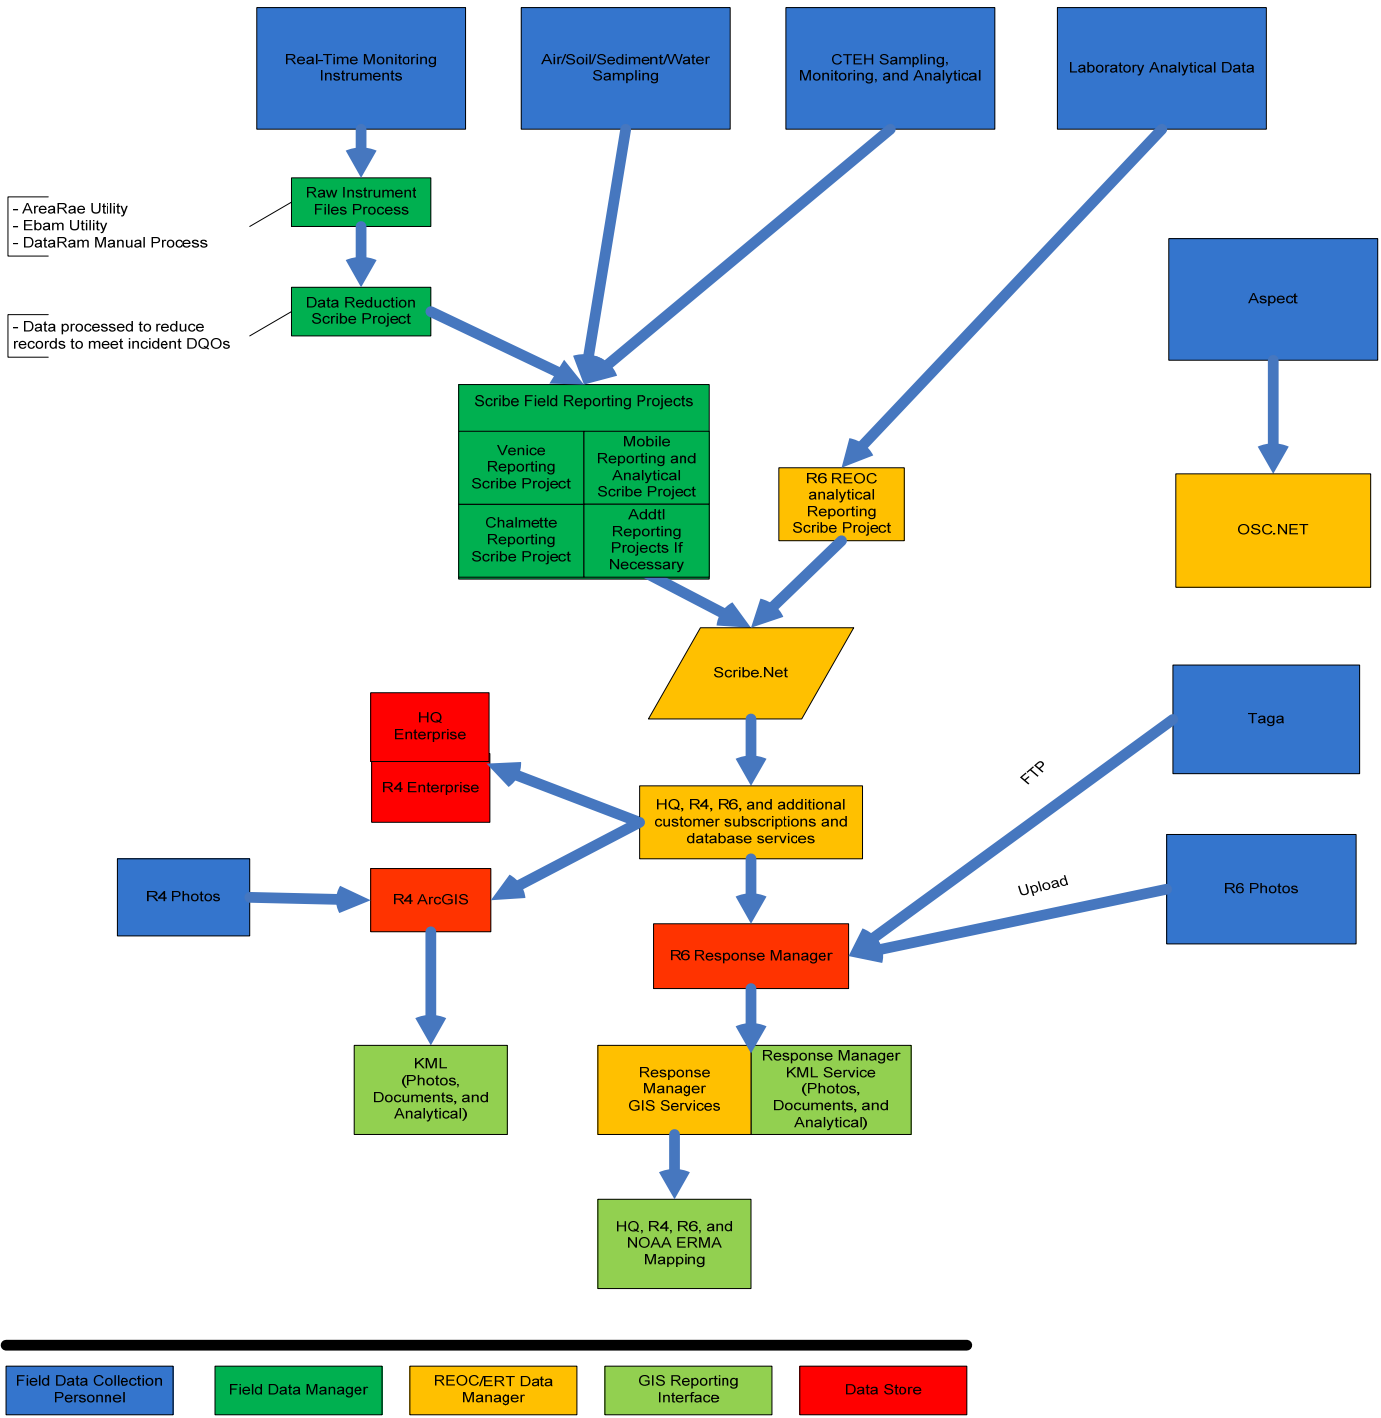 Real-Time Monitoring
Instruments
Air/Soil/Sediment/Water
Sampling
CTEH Sampling,
Monitoring, and Analytical
Laboratory Analytical Data
Raw Instrument
Files Process
- AreaRae Utility
- Ebam Utility
- DataRam Manual Process
Data Reduction
Scribe Project
- Data processed to reduce
records to meet incident DQOs
Aspect
Scribe Field Reporting Projects
Venice
Reporting
Scribe Project
Mobile
Reporting and
Analytical
Scribe Project
Chalmette
Reporting
Scribe Project
Addtl
Reporting
Projects If
Necessary
R6 REOC
analytical
Reporting
Scribe Project
OSC.NET
Scribe.Net
HQ
Enterprise
R4 Enterprise
Taga
FTP
HQ, R4, R6, and additional
customer subscriptions and
database services
R4 Photos
R4 ArcGIS
Upload
R6 Photos
R6 Response Manager
KML
(Photos,
Documents, and
Analytical)
Response
Manager
GIS Services
Response Manager
KML Service
(Photos,
Documents, and
Analytical)
HQ, R4, R6, and
NOAA ERMA
Mapping
Field Data Collection
Personnel
Field Data Manager
REOC/ERT Data
Manager
GIS Reporting
Interface
Data Store